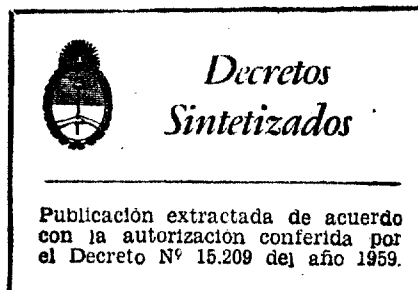 Decretos
Sintetizados
Publicación extractada de acuerdo
con la autorización conferida por
el Decreto Nº 15.209 del año 1959.